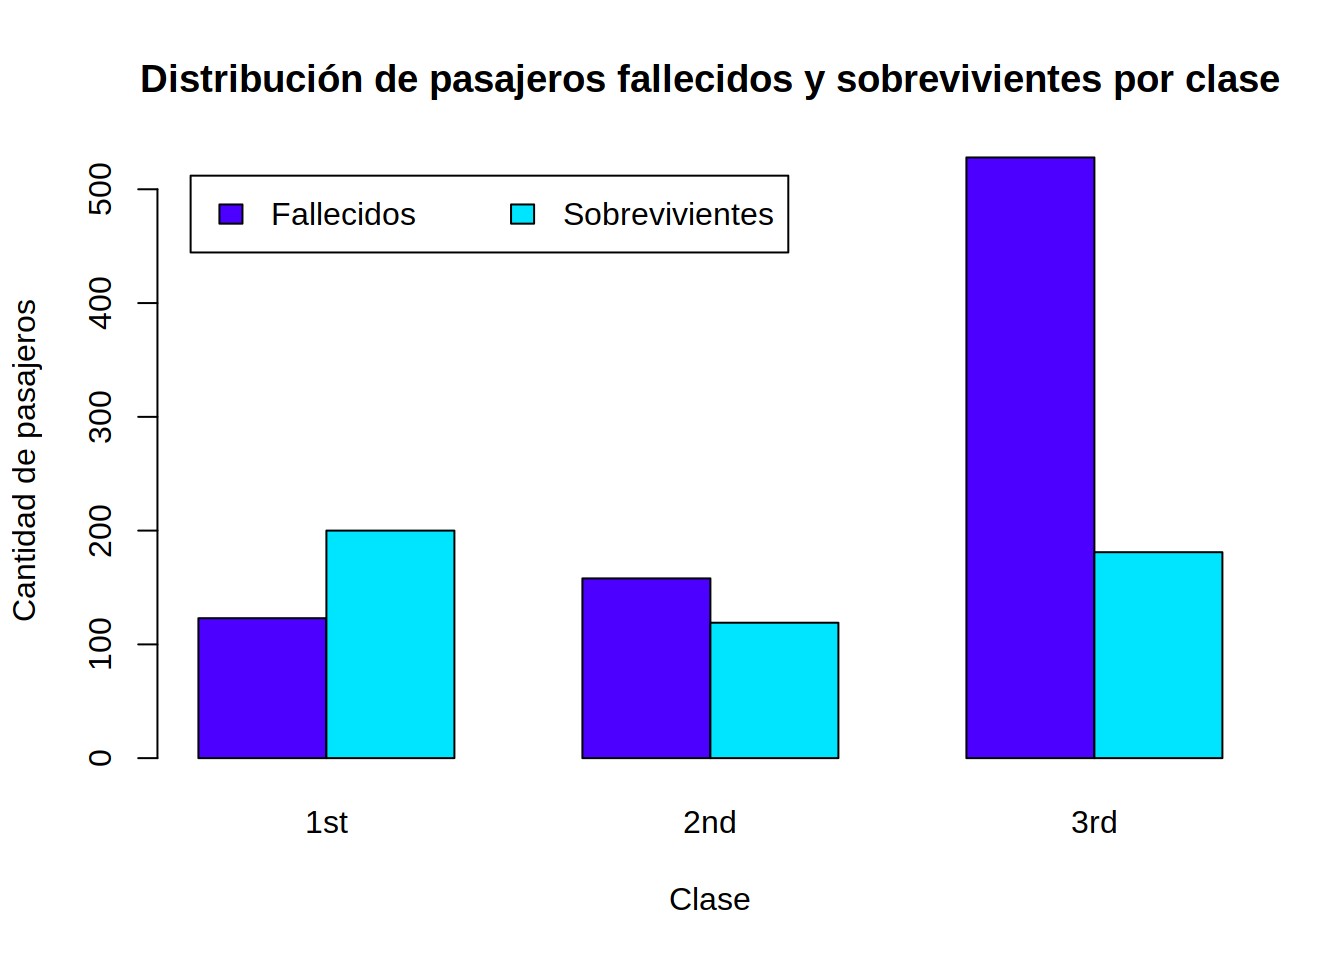 Distribución de pasajeros fallecidos y sobrevivientes por clase
Fallecidos Sobrevivientes
Cantidad de pasajeros
500
400
300
200
100
0
1st 2nd 3rd
Clase